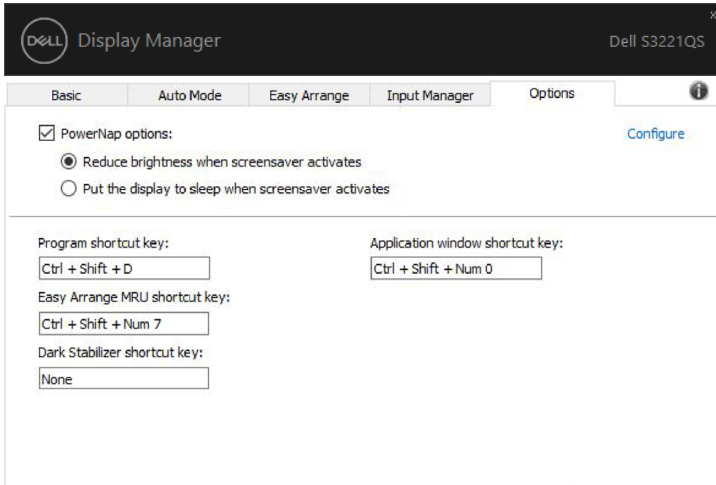 DELL Display Manager
Dell S3221QS
Basic Auto Mode Easy Arrange Input Manager Options
PowerNap options:
Configure
Reduce brightness when screensaver activates
Put the display to sleep when screensaver activates
Program shortcut key:
Application window shortcut key:
Ctrl + Shift + D
Ctrl + Shift + Num 0
Easy Arrange MRU shortcut key:
Ctrl + Shift + Num 7
Dark Stabilizer shortcut key:
None